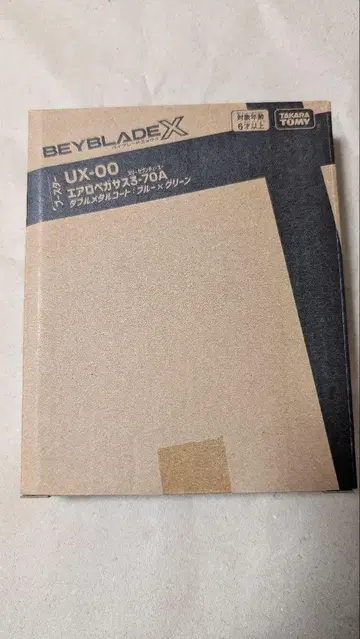 BEYBLADE X
対象年齢
6才以上
TAKARA
TOMY
ブースター
UX-00
エアロペガサス3-70A
ダブルメタルコート：ブルー×グリーン